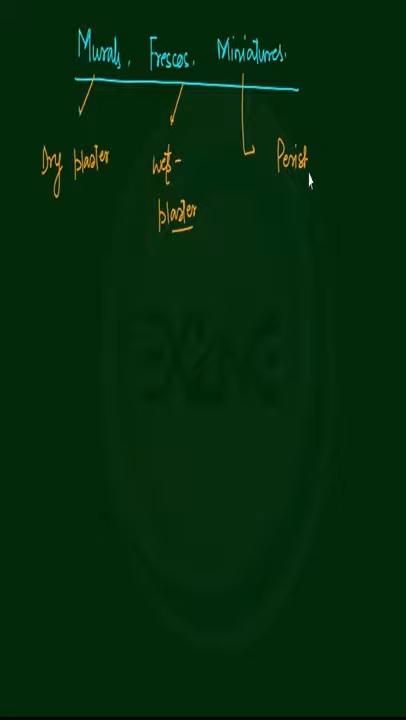 Murals, Frescos. Miniatures.
Dry plaster wet- Perish
plaster